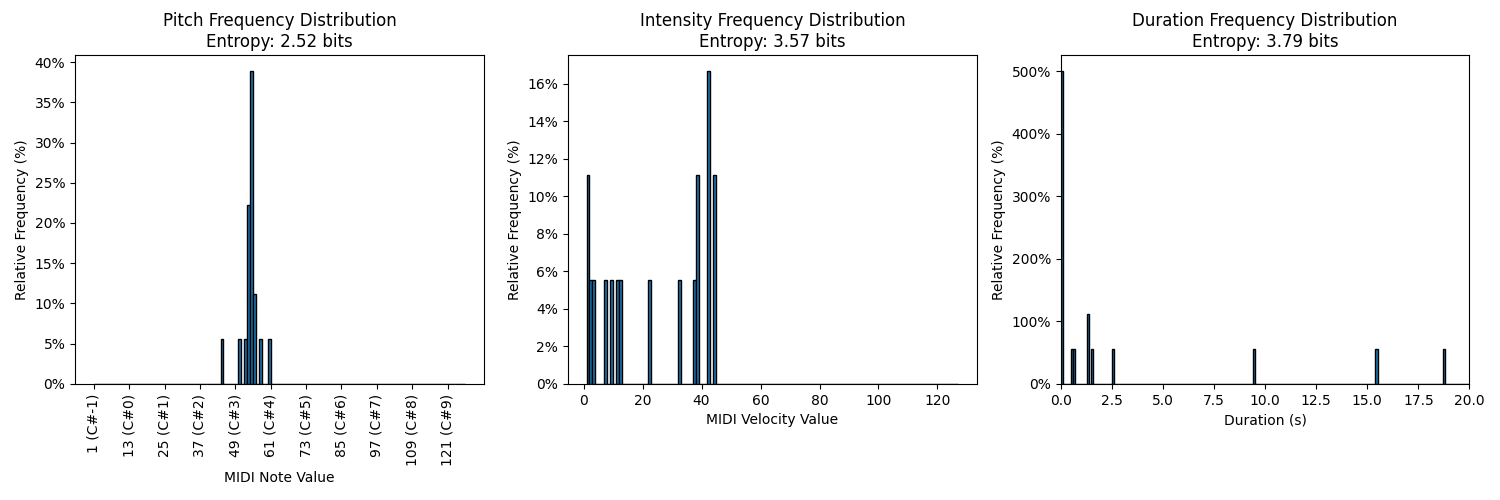 Pitch Frequency Distribution
Entropy: 2.52 bits
40%
35%
30%
25%
20%
15%
10%
5%
0%
Relative Frequency (%)
1 (C#-1)
13 (C#0)
25 (C#1)
37 (C#2)
49 (C#3)
61 (C#4)
73 (C#5)
85 (C#6)
97 (C#7)
109 (C#8)
121 (C#9)
MIDI Note Value
Intensity Frequency Distribution
Entropy: 3.57 bits
16%
14%
12%
10%
8%
6%
4%
2%
0%
Relative Frequency (%)
0 20 40 60 80 100 120
MIDI Velocity Value
Duration Frequency Distribution
Entropy: 3.79 bits
500%
400%
300%
200%
100%
0%
Relative Frequency (%)
0.0 2.5 5.0 7.5 10.0 12.5 15.0 17.5 20.0
Duration (s)